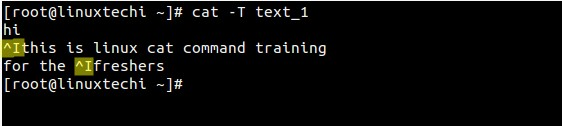 [root@linuxtechi ~]# cat -T text_1
hi
^Ithis is linux cat command training
for the ^Ifreshers
[root@linuxtechi ~]#